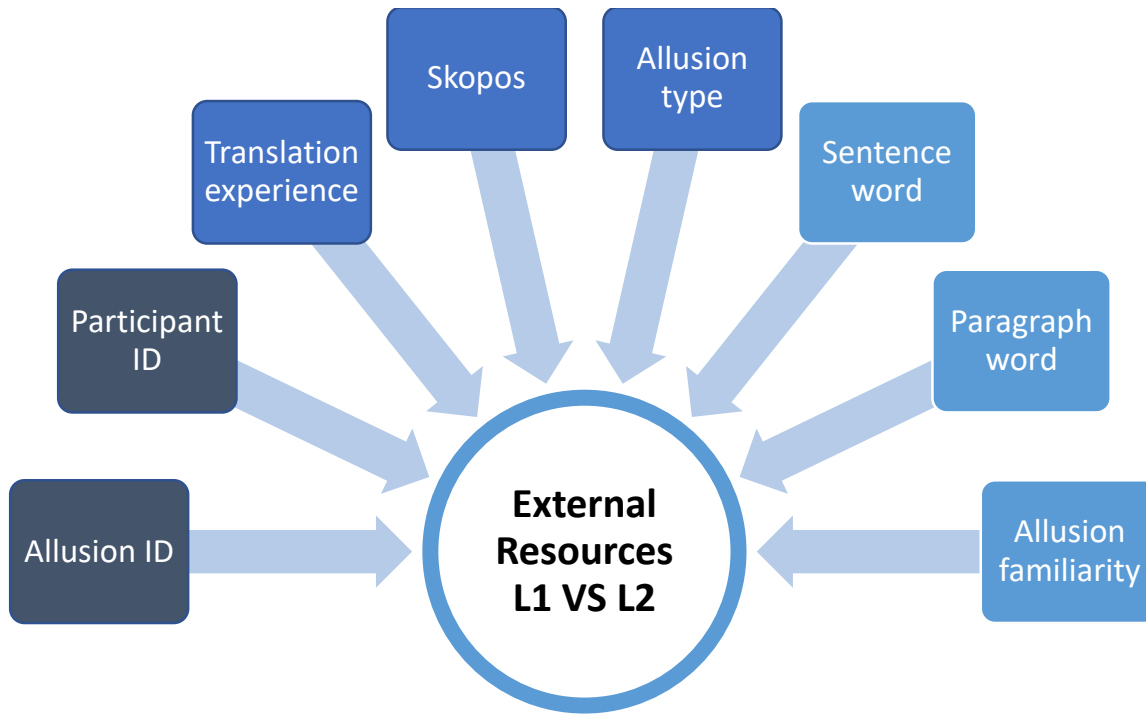 Skopos
Allusion
type
Translation
experience
Sentence
word
Participant
ID
Paragraph
word
Allusion ID
External
Resources
L1 VS L2
Allusion
familiarity